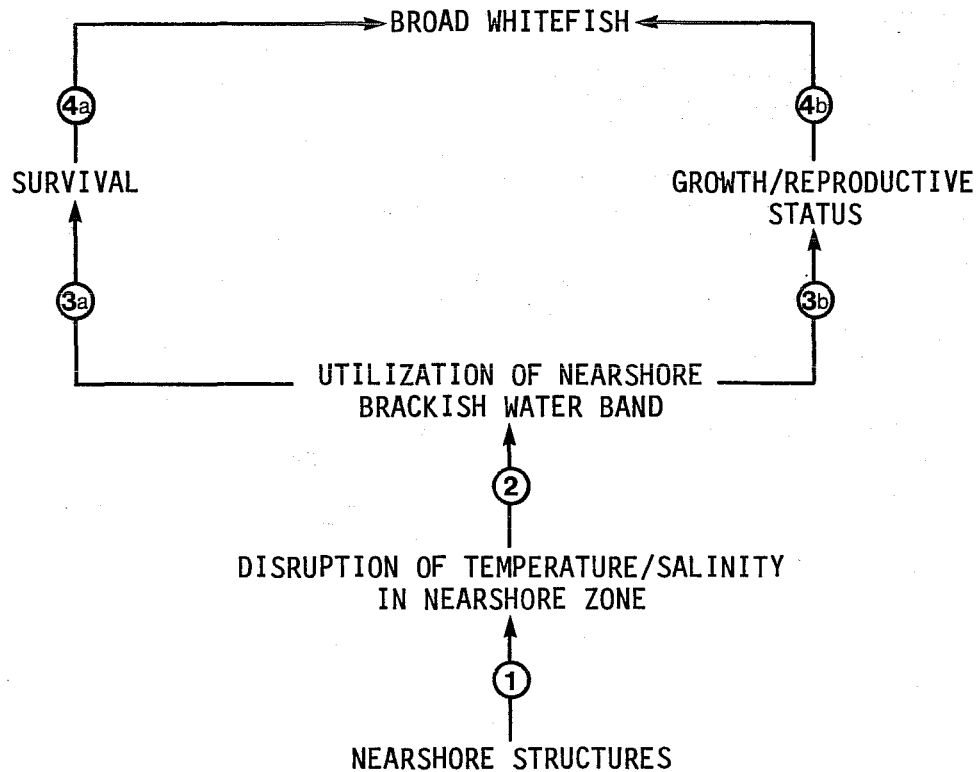 BROAD WHITEFISH
4a
4b
SURVIVAL
GROWTH/REPRODUCTIVE
STATUS
3a
3b
UTILIZATION OF NEARSHORE
BRACKISH WATER BAND
2
DISRUPTION OF TEMPERATURE/SALINITY
IN NEARSHORE ZONE
1
NEARSHORE STRUCTURES